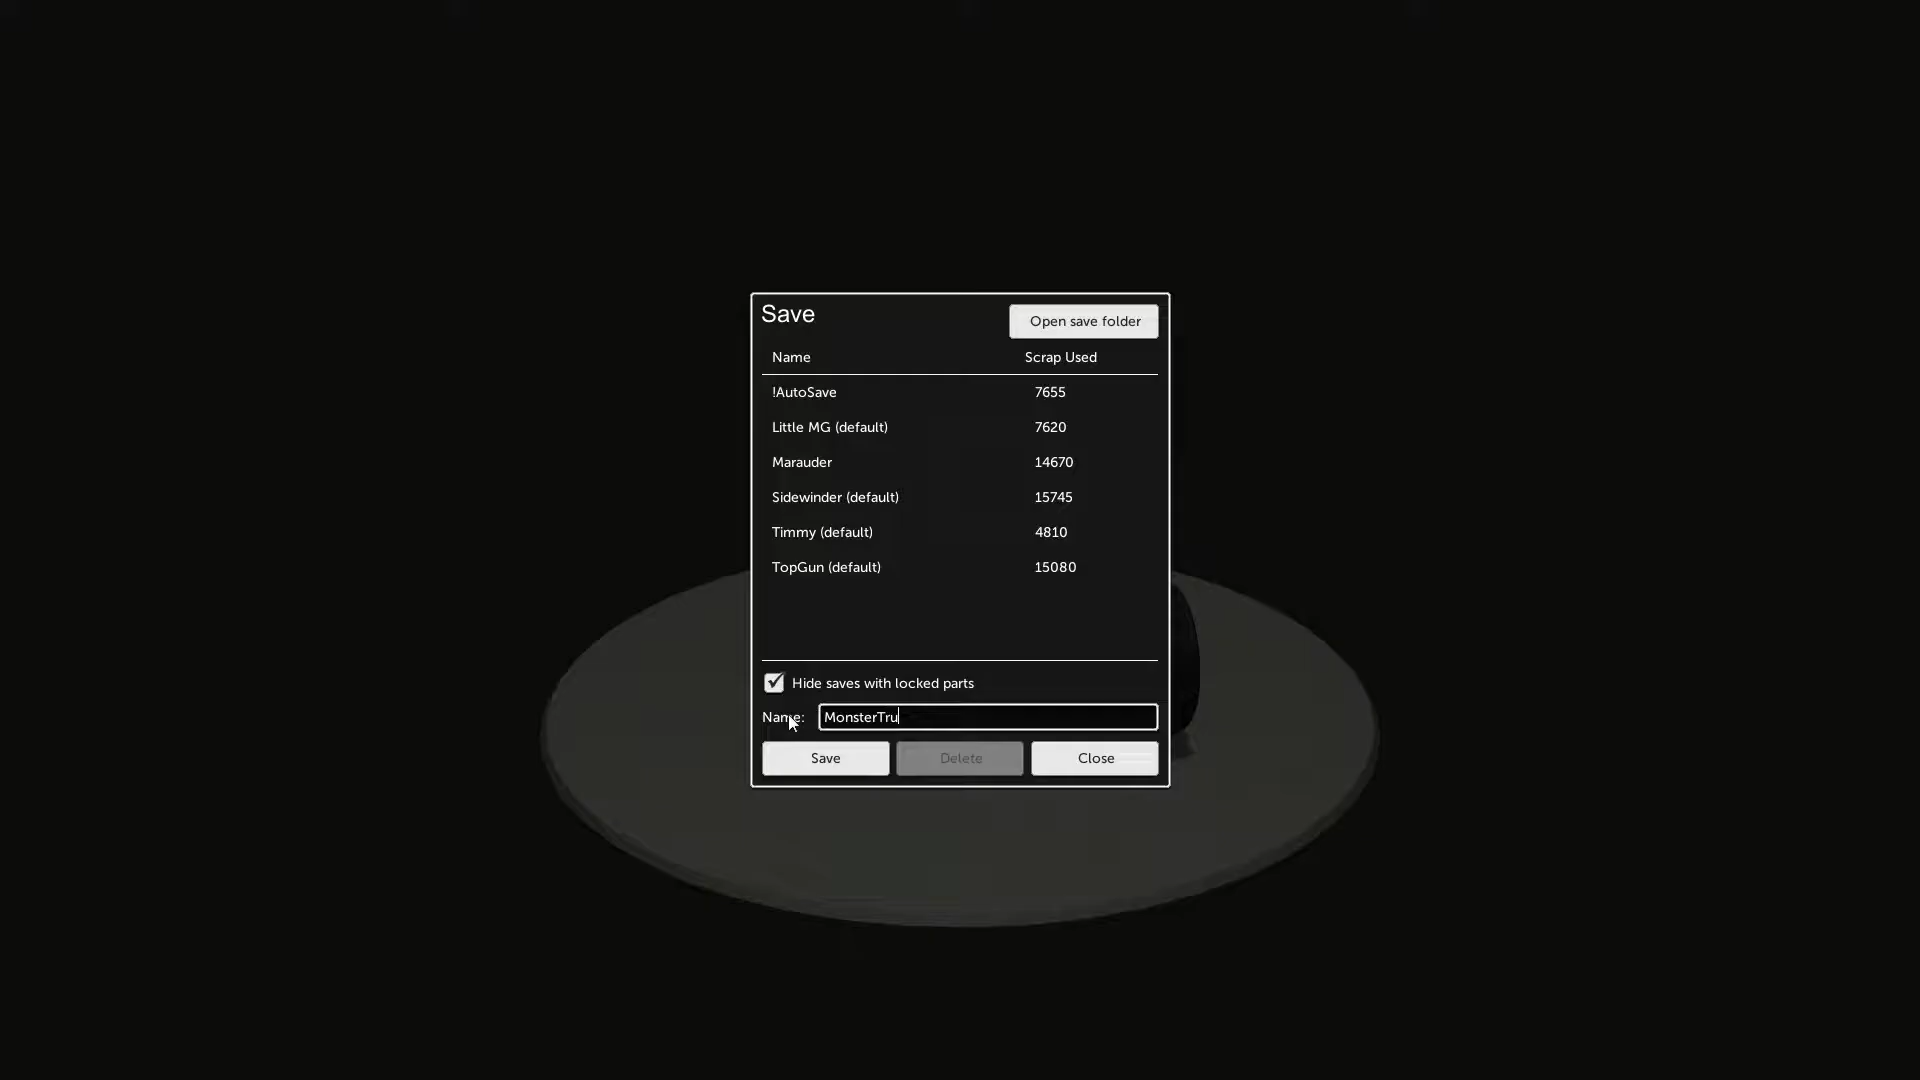 Save
Open save folder
Name Scrap Used
!AutoSave 7655
Little MG (default) 7620
Marauder 14670
Sidewinder (default) 15745
Timmy (default) 4810
TopGun (default) 15080
Hide saves with locked parts
Name: MonsterTru
Save Delete Close